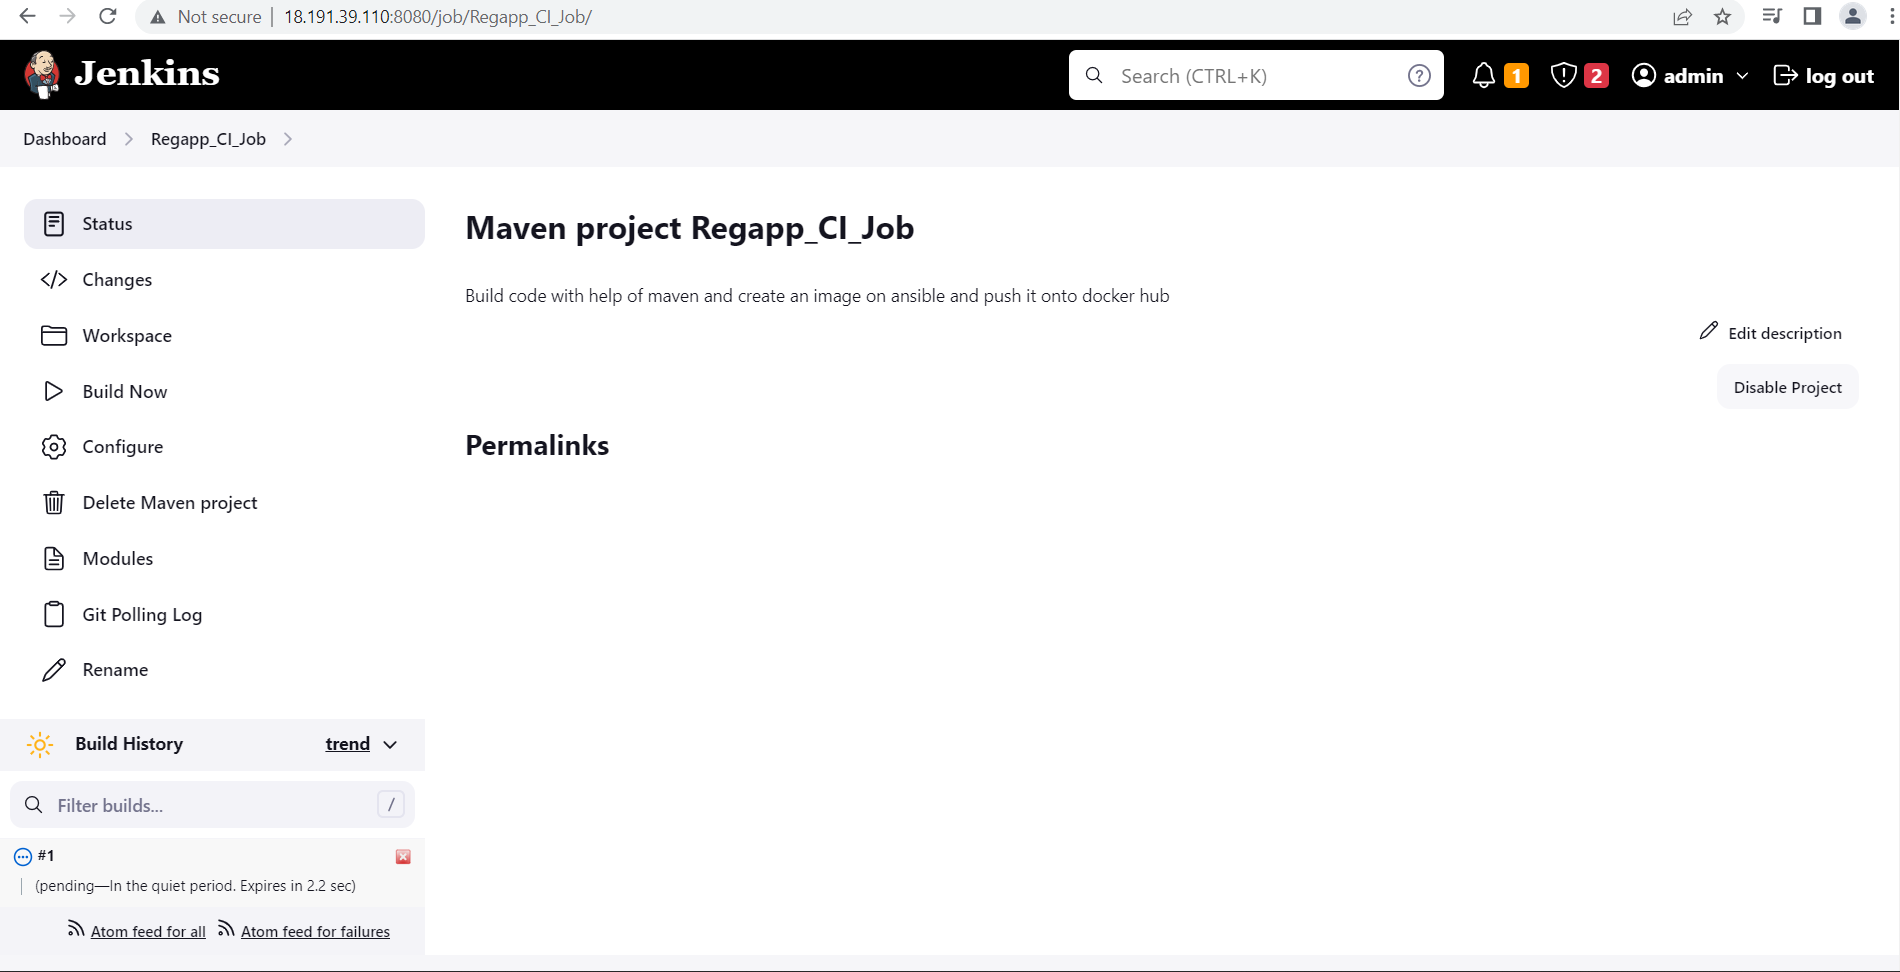 Not secure | 18.191.39.110:8080/job/Regapp_CI_Job/
Jenkins
Search (CTRL+K) ? 1 2 admin log out
Dashboard Regapp_CI_Job
Status
Changes
Workspace
Build Now
Configure
Delete Maven project
Modules
Git Polling Log
Rename
Maven project Regapp_CI_Job
Build code with help of maven and create an image on ansible and push it onto docker hub
Edit description
Disable Project
Permalinks
Build History trend
Filter builds... /
#1
(pending—In the quiet period. Expires in 2.2 sec)
Atom feed for all Atom feed for failures